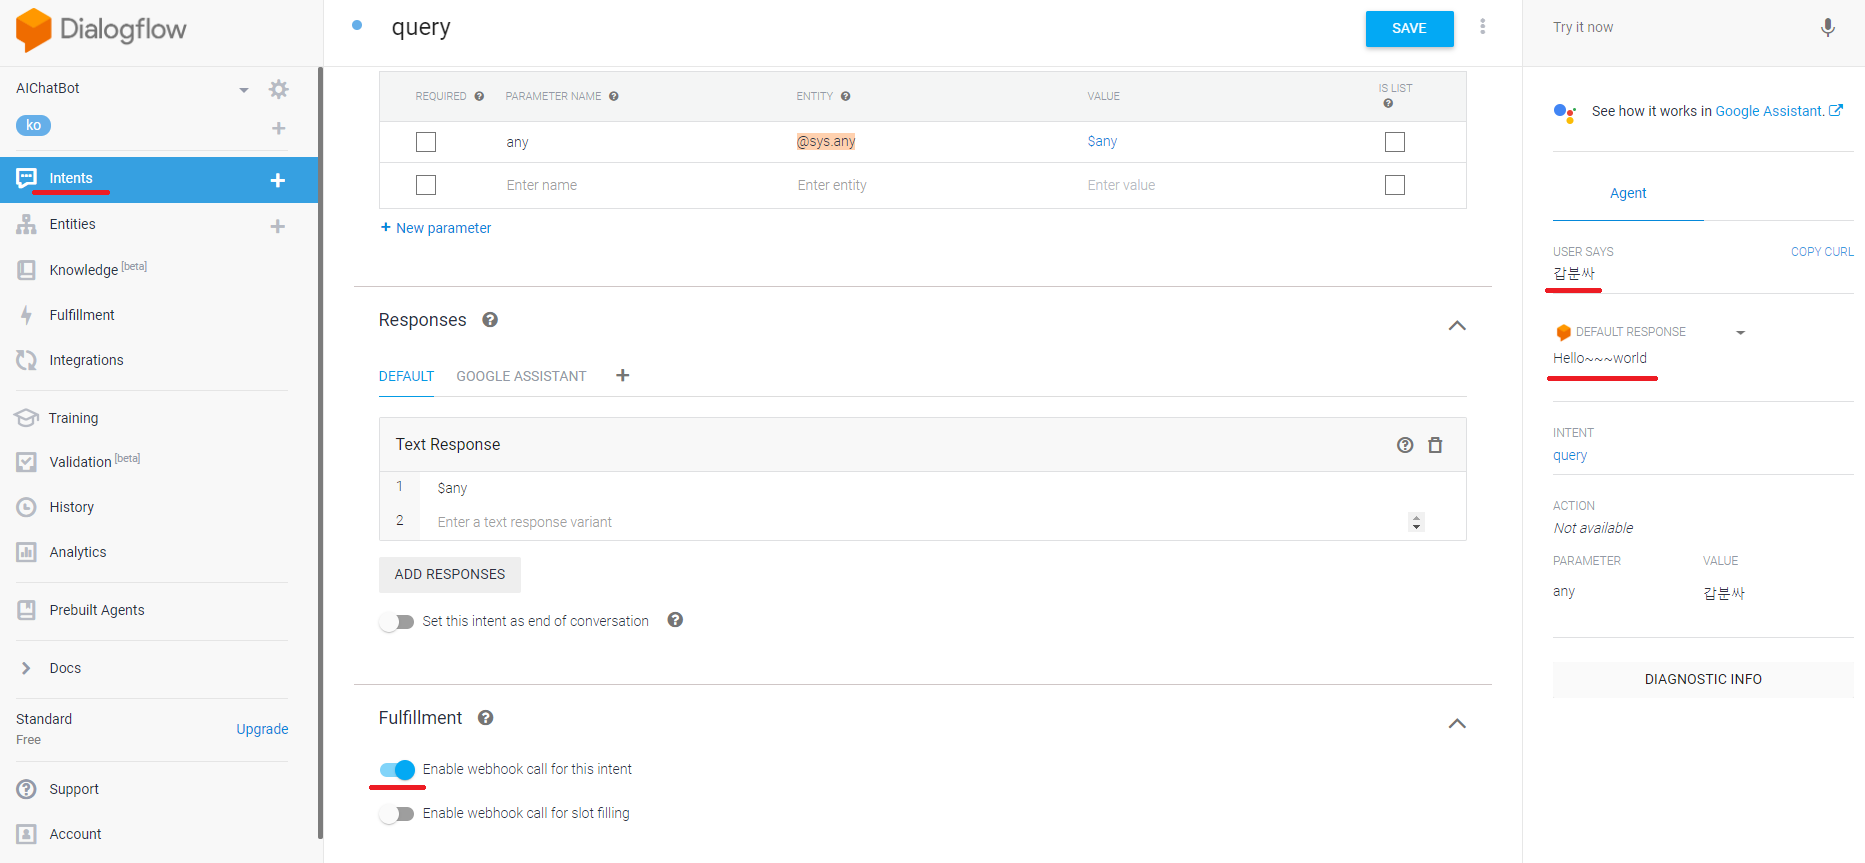 Dialogflow
AIChatBot
ko
Intents
Entities
Knowledge [beta]
Fulfillment
Integrations
Training
Validation [beta]
History
Analytics
Prebuilt Agents
Docs
Standard
Free
Upgrade
Support
Account
query
SAVE
REQUIRED PARAMETER NAME ENTITY VALUE IS LIST
any @sys.any $any
Enter name Enter entity Enter value
+ New parameter
Responses
DEFAULT GOOGLE ASSISTANT
Text Response
1 $any
2 Enter a text response variant
ADD RESPONSES
Set this intent as end of conversation
Fulfillment
Enable webhook call for this intent
Enable webhook call for slot filling
Try it now
See how it works in Google Assistant.
Agent
USER SAYS COPY CURL
갑분싸
DEFAULT RESPONSE
Hello~~~world
INTENT
query
ACTION
Not available
PARAMETER VALUE
any 갑분싸
DIAGNOSTIC INFO